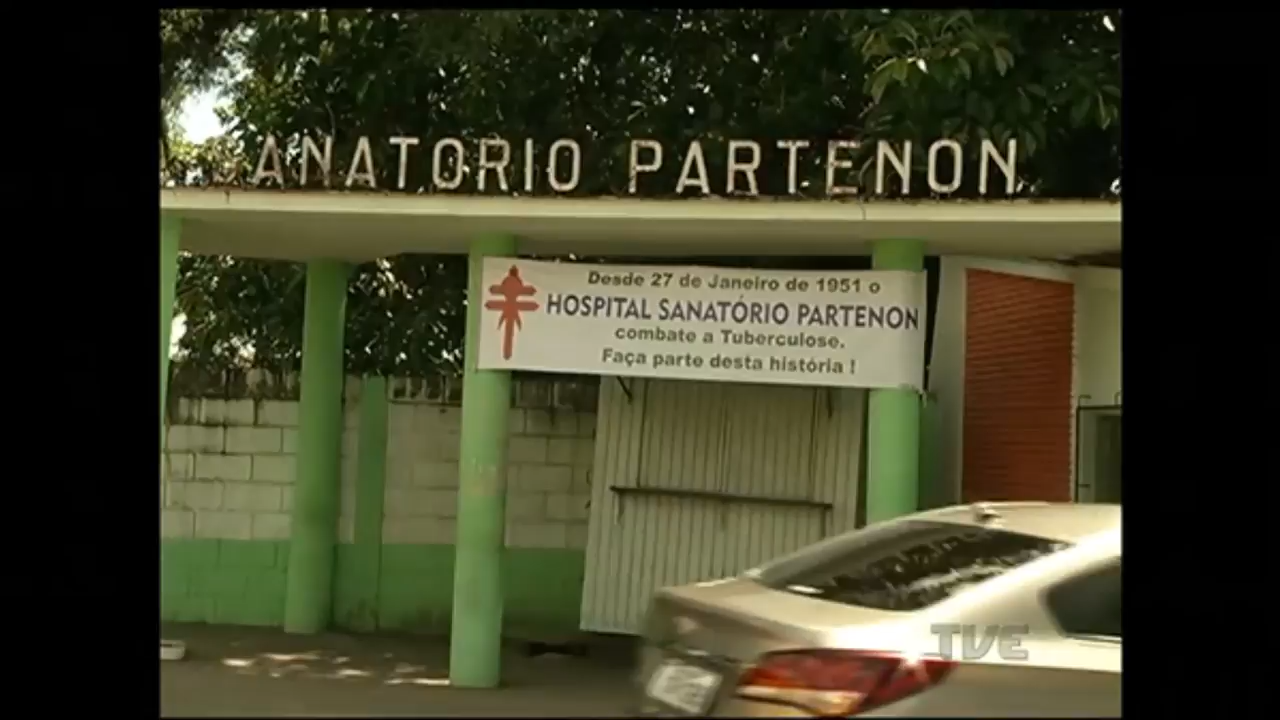 ANATORIO PARTENON
Desde 27 de Janeiro de 1951 o
HOSPITAL SANATÓRIO PARTENON
combate a Tuberculose.
Faça parte desta história !
TVE